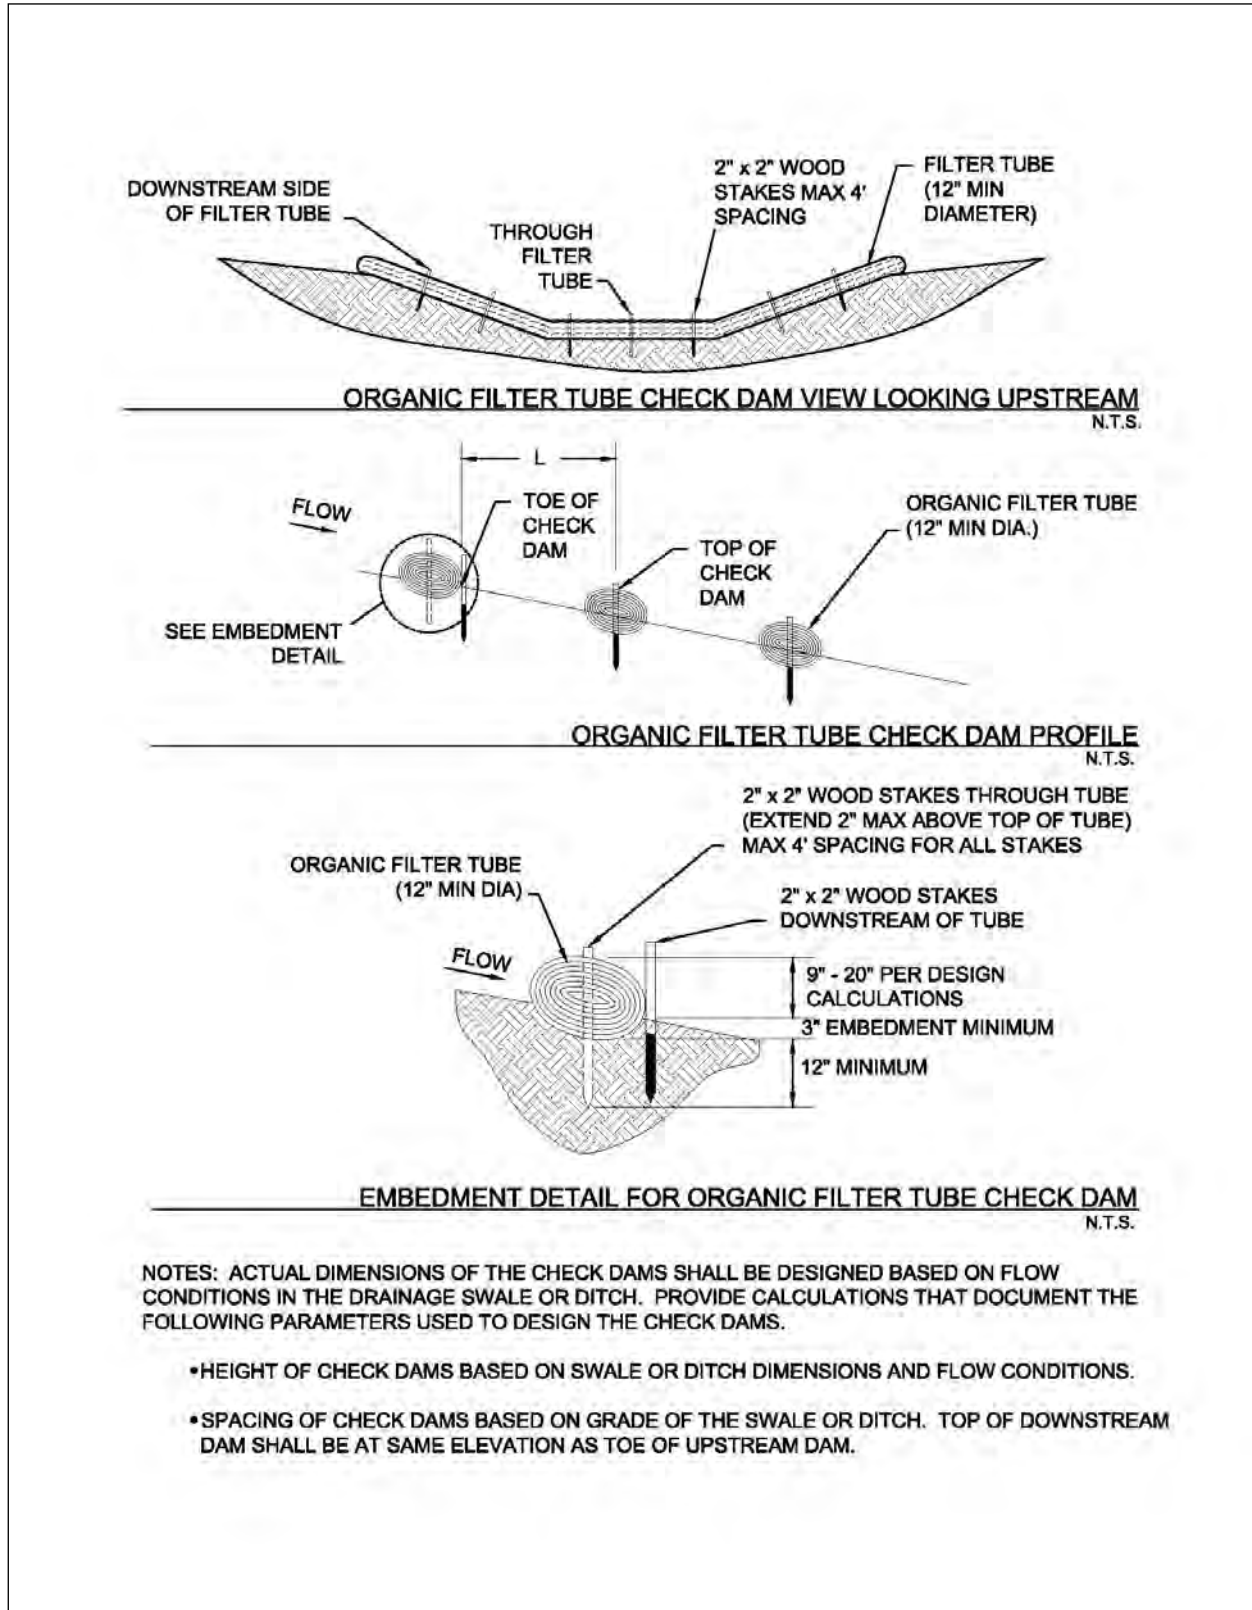 DOWNSTREAM SIDE
OF FILTER TUBE
THROUGH
FILTER
TUBE
2" x 2" WOOD
STAKES MAX 4'
SPACING
FILTER TUBE
(12" MIN
DIAMETER)
ORGANIC FILTER TUBE CHECK DAM VIEW LOOKING UPSTREAM
N.T.S.
L
FLOW
TOE OF
CHECK
DAM
TOP OF
CHECK
DAM
ORGANIC FILTER TUBE
(12" MIN DIA.)
SEE EMBEDMENT
DETAIL
ORGANIC FILTER TUBE CHECK DAM PROFILE
N.T.S.
2" x 2" WOOD STAKES THROUGH TUBE
(EXTEND 2" MAX ABOVE TOP OF TUBE)
MAX 4' SPACING FOR ALL STAKES
ORGANIC FILTER TUBE
(12" MIN DIA)
2" x 2" WOOD STAKES
DOWNSTREAM OF TUBE
FLOW
9" - 20" PER DESIGN
CALCULATIONS
3" EMBEDMENT MINIMUM
12" MINIMUM
EMBEDMENT DETAIL FOR ORGANIC FILTER TUBE CHECK DAM
N.T.S.
NOTES: ACTUAL DIMENSIONS OF THE CHECK DAMS SHALL BE DESIGNED BASED ON FLOW
CONDITIONS IN THE DRAINAGE SWALE OR DITCH. PROVIDE CALCULATIONS THAT DOCUMENT THE
FOLLOWING PARAMETERS USED TO DESIGN THE CHECK DAMS.
•HEIGHT OF CHECK DAMS BASED ON SWALE OR DITCH DIMENSIONS AND FLOW CONDITIONS.
•SPACING OF CHECK DAMS BASED ON GRADE OF THE SWALE OR DITCH. TOP OF DOWNSTREAM
DAM SHALL BE AT SAME ELEVATION AS TOE OF UPSTREAM DAM.